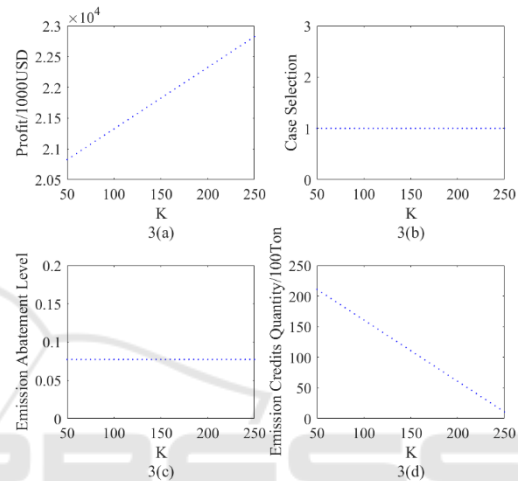 ×10⁴
2.3
2.25
2.2
2.15
2.1
2.05
Profit/1000USD
50 100 150 200 250
K
3(a)
3
2
1
0
Case Selection
50 100 150 200 250
K
3(b)
0.2
0.15
0.1
0.05
0
Emission Abatement Level
50 100 150 200 250
K
3(c)
250
200
150
100
50
0
Emission Credits Quantity/100Ton
50 100 150 200 250
K
3(d)